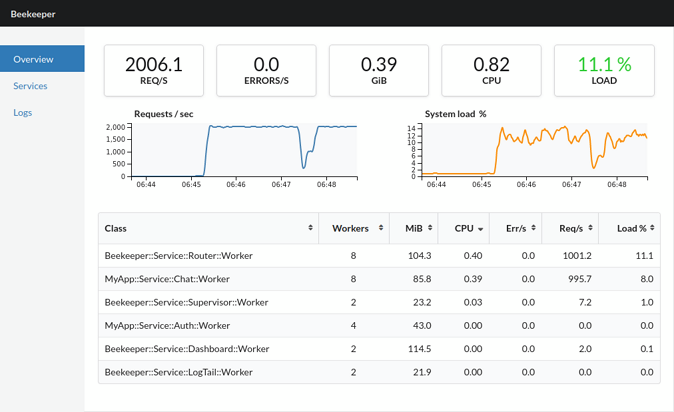 Beekeeper
Overview
Services
Logs
2006.1
REQ/S
0.0
ERRORS/S
0.39
GiB
0.82
CPU
11.1 %
LOAD
Requests / sec
2,000
1,500
1,000
500
0
06:44 06:45 06:46 06:47 06:48
System load %
14
12
10
8
6
4
2
0
06:44 06:45 06:46 06:47 06:48
Class Workers MiB CPU Err/s Req/s Load %
Beekeeper::Service::Router::Worker 8 104.3 0.40 0.0 1001.2 11.1
MyApp::Service::Chat::Worker 8 85.8 0.39 0.0 995.7 8.0
Beekeeper::Service::Supervisor::Worker 2 23.2 0.03 0.0 7.2 1.0
MyApp::Service::Auth::Worker 4 43.0 0.00 0.0 0.0 0.0
Beekeeper::Service::Dashboard::Worker 2 114.5 0.00 0.0 2.0 0.1
Beekeeper::Service::LogTail::Worker 2 21.9 0.00 0.0 0.0 0.0